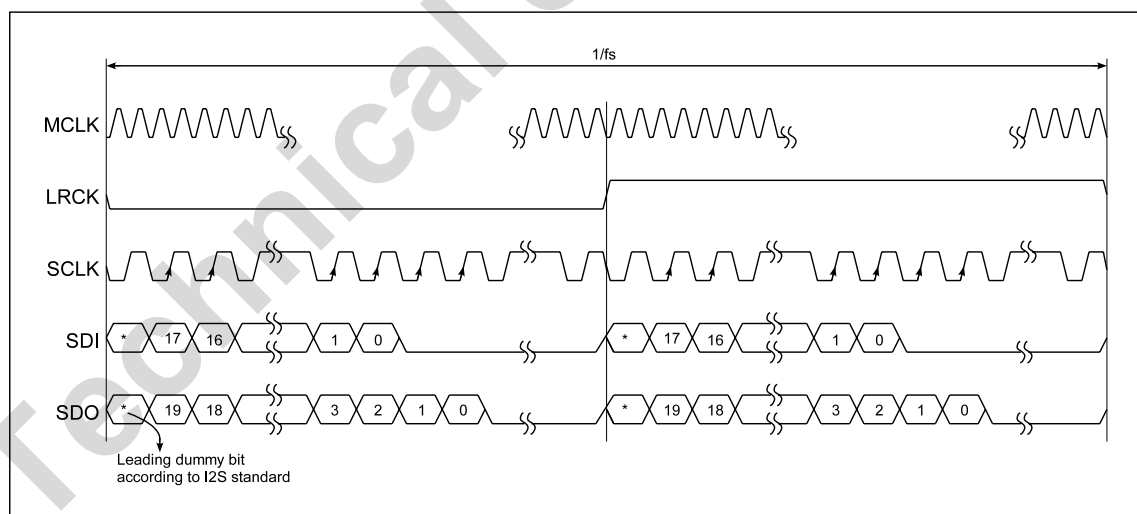 1/fs
MCLK
LRCK
SCLK
SDI * 17 16 1 0 * 17 16 1 0
SDO * 19 18 3 2 1 0 * 19 18 3 2 1 0
Leading dummy bit
according to I2S standard
Technical